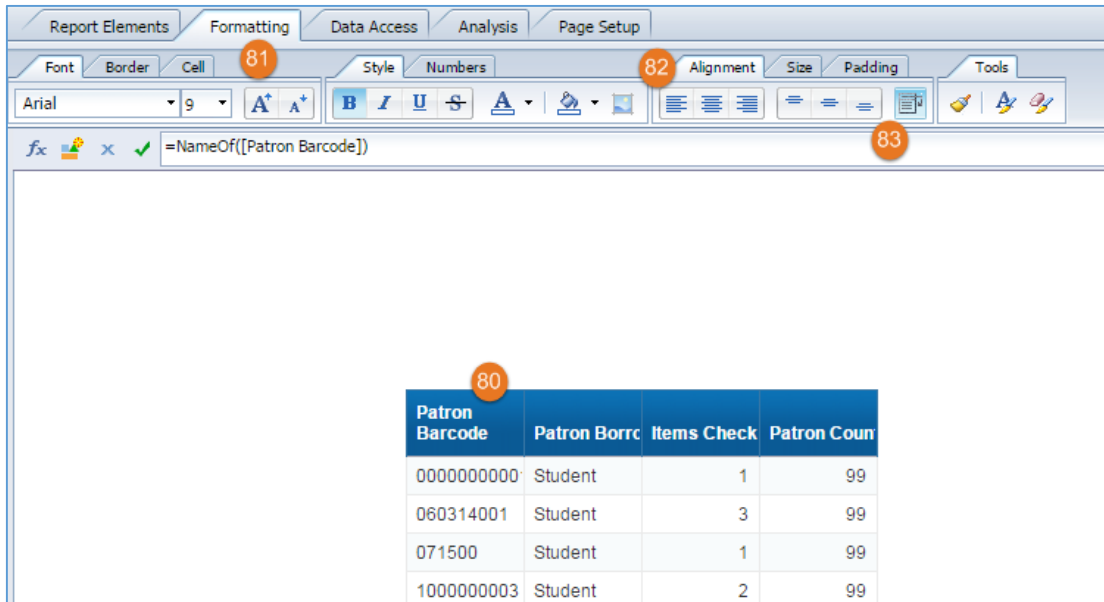 Report Elements Formatting Data Access Analysis Page Setup
Font Border Cell 81 Style Numbers 82 Alignment Size Padding Tools
Arial 9 A A B I U S A
83
fx =NameOf([Patron Barcode])
80
Patron
Barcode Patron Borro Items Check Patron Coun
0000000000 Student 1 99
060314001 Student 3 99
071500 Student 1 99
1000000003 Student 2 99